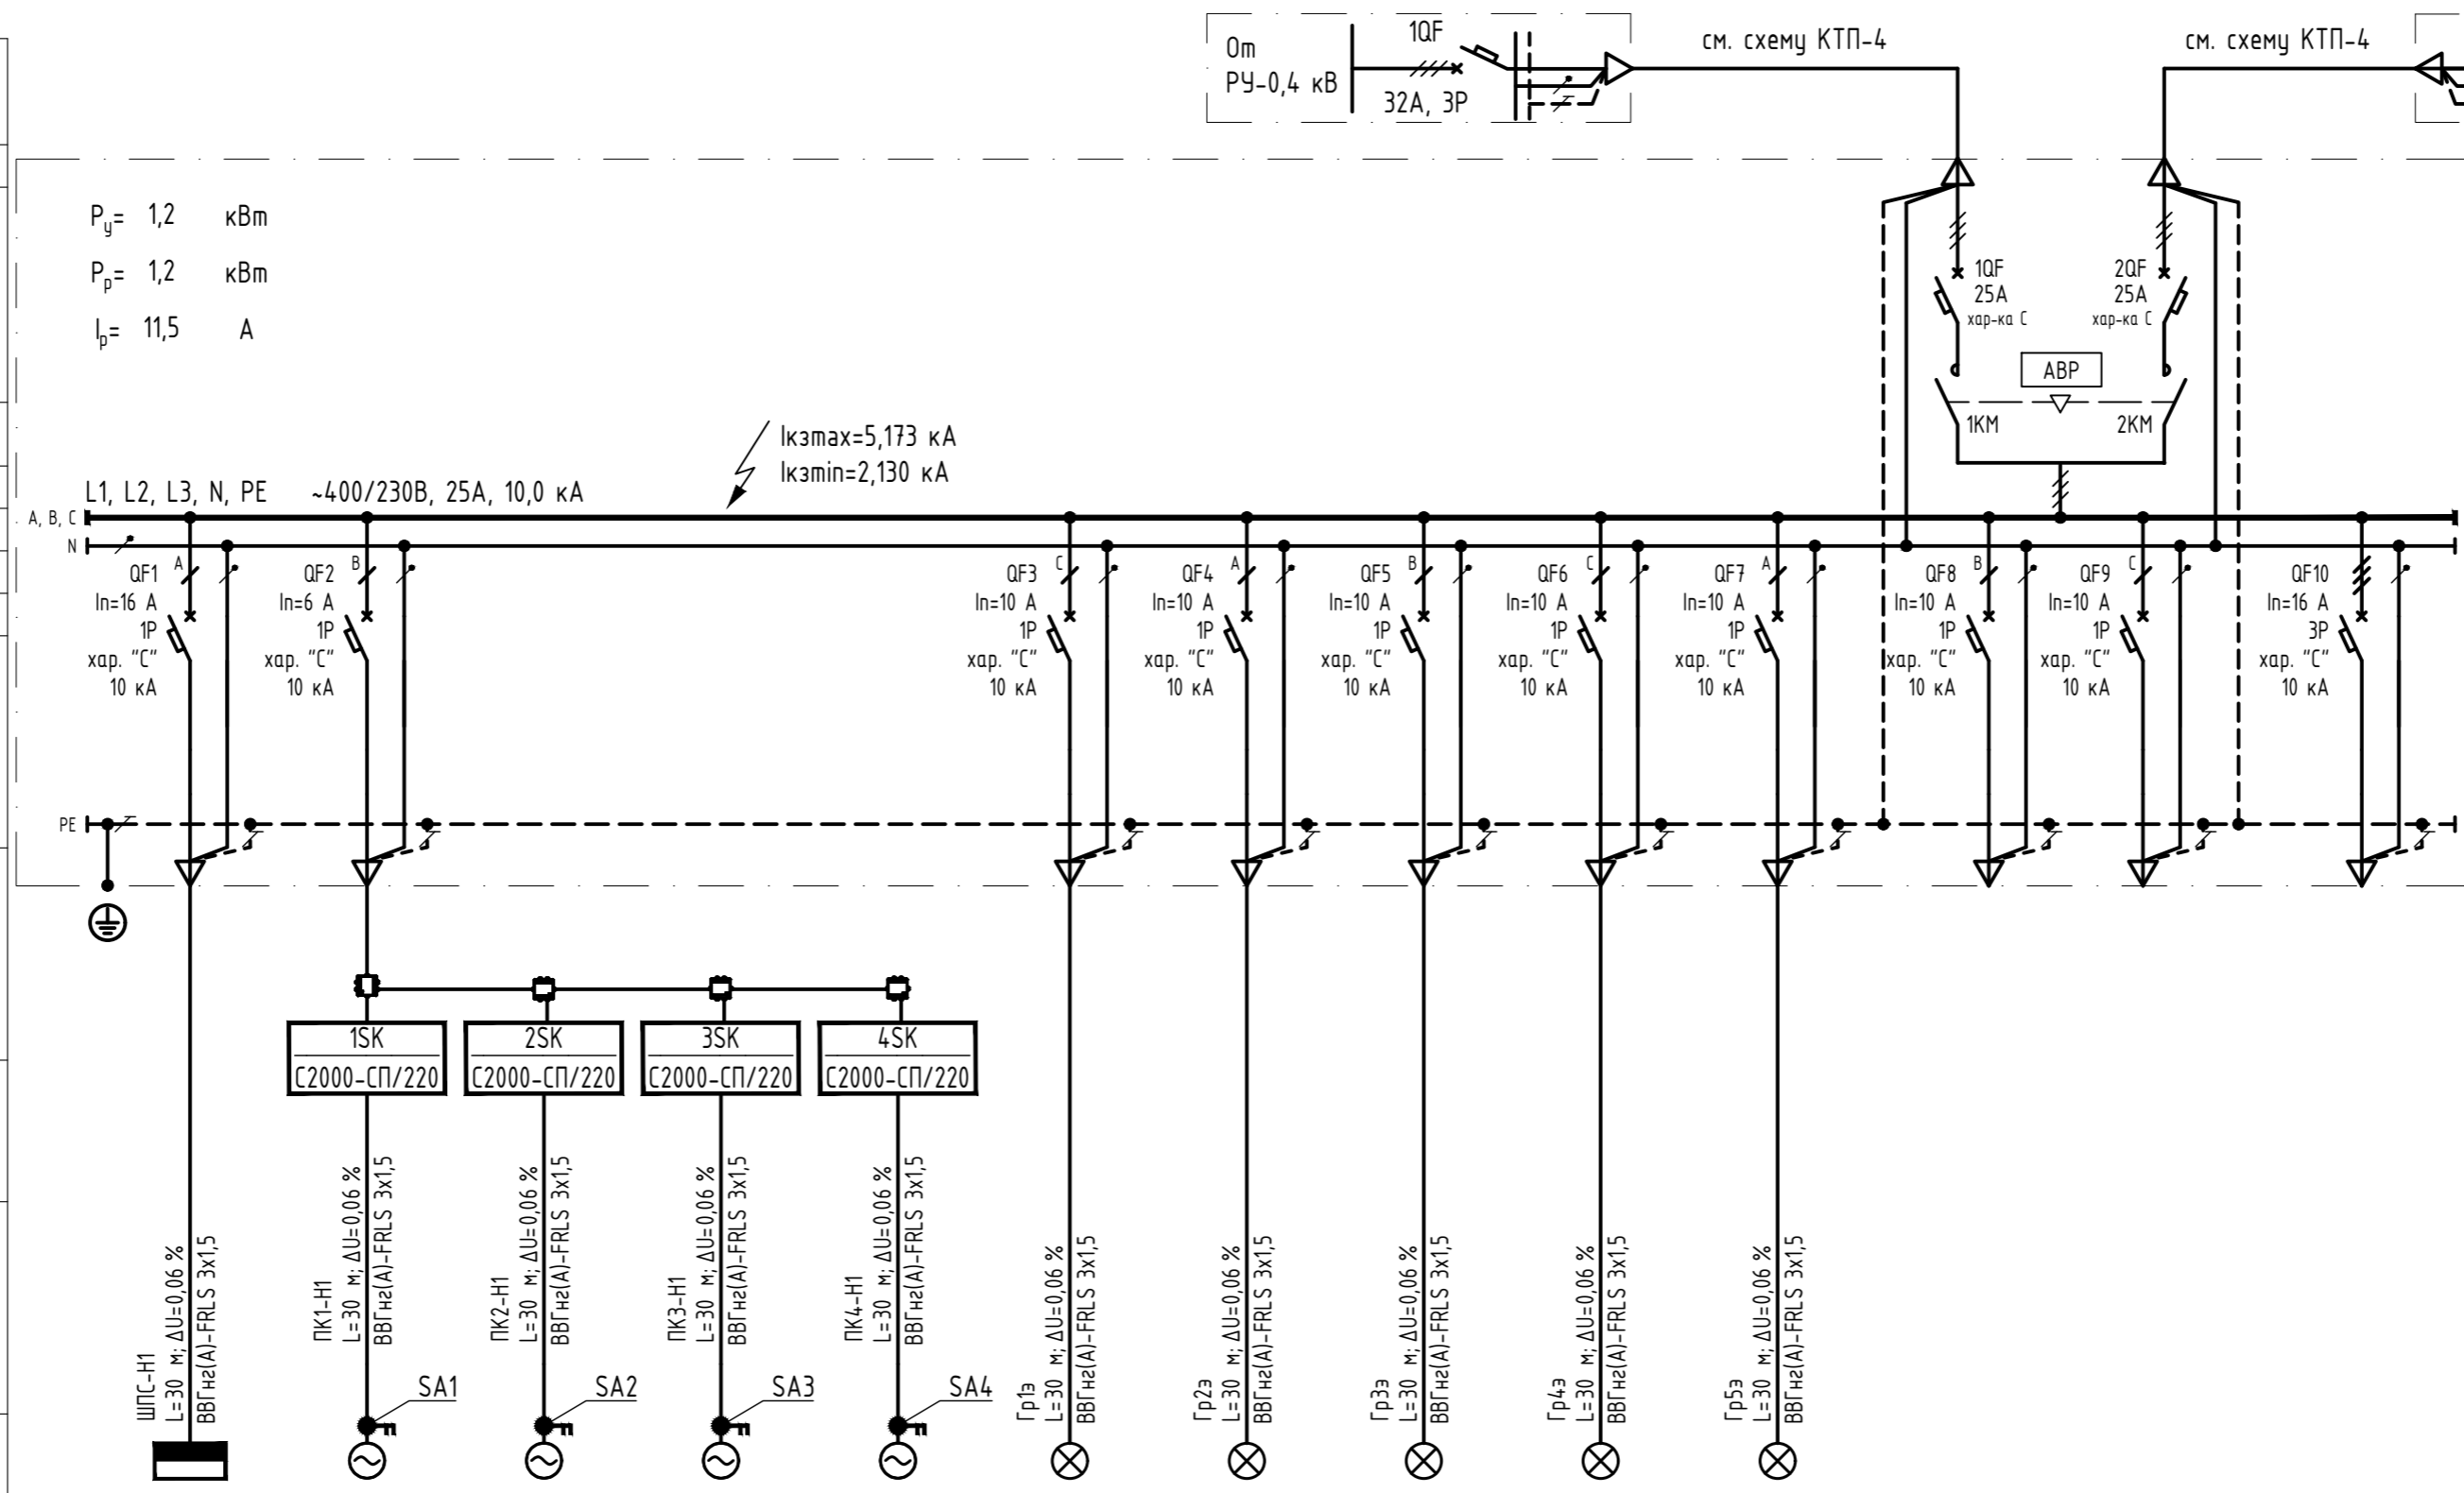 От
РУ-0,4 кВ
1QF
32А, 3Р
см. схему КТП-4
см. схему КТП-4
Pу= 1,2 кВт
Pр= 1,2 кВт
Iр= 11,5 А
1QF
25А
хар-ка С
2QF
25А
хар-ка С
АВР
1КМ
2КМ
Iкзmax=5,173 кА
Iкзmin=2,130 кА
L1, L2, L3, N, PE ~400/230В, 25А, 10,0 кА
A, B, C
N
A
QF1
In=16 А
1Р
хар. "С"
10 кА
B
QF2
In=6 А
1Р
хар. "С"
10 кА
C
QF3
In=10 А
1Р
хар. "С"
10 кА
A
QF4
In=10 А
1Р
хар. "С"
10 кА
B
QF5
In=10 А
1Р
хар. "С"
10 кА
C
QF6
In=10 А
1Р
хар. "С"
10 кА
A
QF7
In=10 А
1Р
хар. "С"
10 кА
B
QF8
In=10 А
1Р
хар. "С"
10 кА
C
QF9
In=10 А
1Р
хар. "С"
10 кА
QF10
In=16 А
3Р
хар. "С"
10 кА
PE
1SK
С2000-СП/220
2SK
С2000-СП/220
3SK
С2000-СП/220
4SK
С2000-СП/220
ШПС-Н1
L=30 м; ΔU=0,06 %
ВВГнг(А)-FRLS 3х1,5
ПК1-Н1
L=30 м; ΔU=0,06 %
ВВГнг(А)-FRLS 3х1,5
SA1
ПК2-Н1
L=30 м; ΔU=0,06 %
ВВГнг(А)-FRLS 3х1,5
SA2
ПК3-Н1
L=30 м; ΔU=0,06 %
ВВГнг(А)-FRLS 3х1,5
SA3
ПК4-Н1
L=30 м; ΔU=0,06 %
ВВГнг(А)-FRLS 3х1,5
SA4
Гр1э
L=30 м; ΔU=0,06 %
ВВГнг(А)-FRLS 3х1,5
Гр2э
L=30 м; ΔU=0,06 %
ВВГнг(А)-FRLS 3х1,5
Гр3э
L=30 м; ΔU=0,06 %
ВВГнг(А)-FRLS 3х1,5
Гр4э
L=30 м; ΔU=0,06 %
ВВГнг(А)-FRLS 3х1,5
Гр5э
L=30 м; ΔU=0,06 %
ВВГнг(А)-FRLS 3х1,5